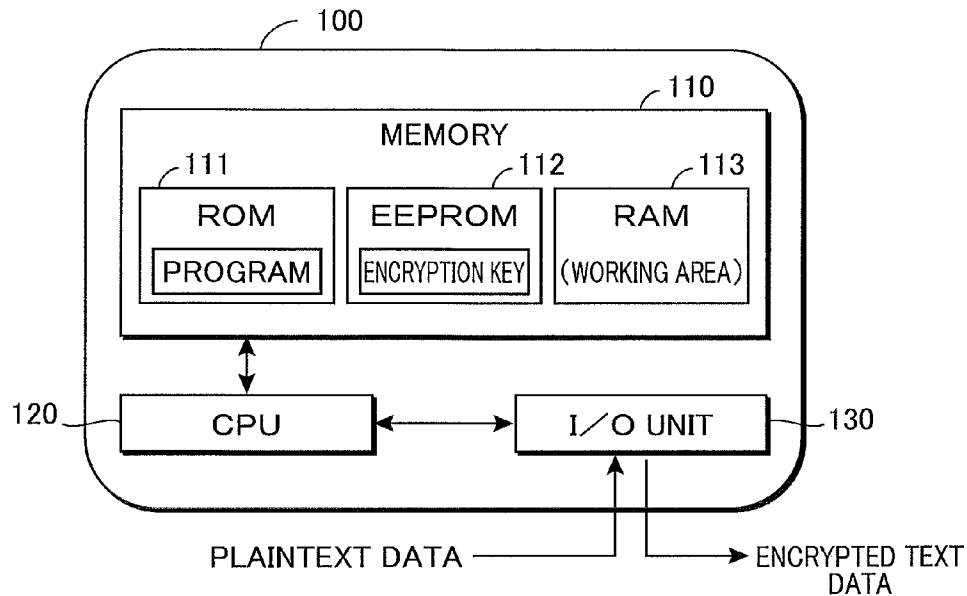 100
110
MEMORY
111
112
113
ROM
EEPROM
RAM
PROGRAM
ENCRYPTION KEY
(WORKING AREA)
120
CPU
I/O UNIT
130
PLAINTEXT DATA
ENCRYPTED TEXT
DATA